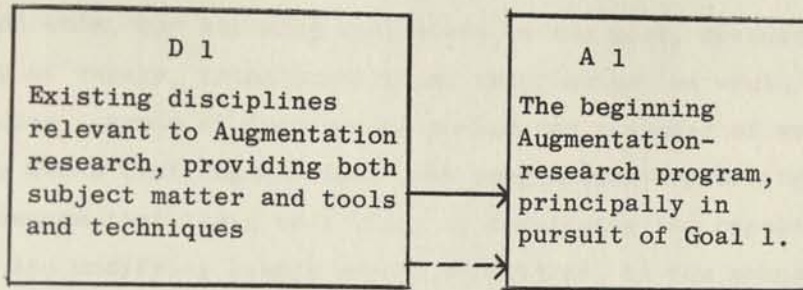 D 1
Existing disciplines
relevant to Augmentation
research, providing both
subject matter and tools
and techniques
A 1
The beginning
Augmentation-
research program,
principally in
pursuit of Goal 1.